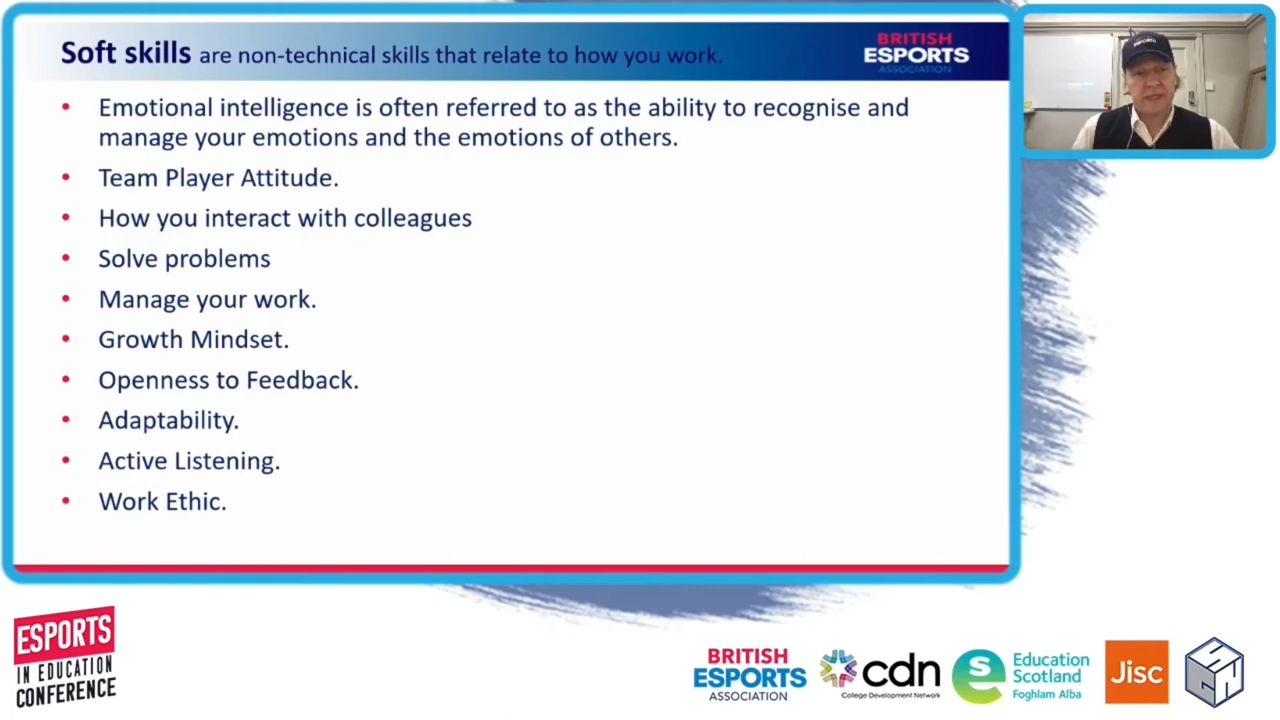 Soft skills are non-technical skills that relate to how you work.
BRITISH
ESPORTS
ASSOCIATION
• Emotional intelligence is often referred to as the ability to recognise and
manage your emotions and the emotions of others.
• Team Player Attitude.
• How you interact with colleagues
• Solve problems
• Manage your work.
• Growth Mindset.
• Openness to Feedback.
• Adaptability.
• Active Listening.
• Work Ethic.
ESPORTS
IN EDUCATION
CONFERENCE
BRITISH
ESPORTS
ASSOCIATION
cdn
College Development Network
Education
Scotland
Foghlam Alba
Jisc